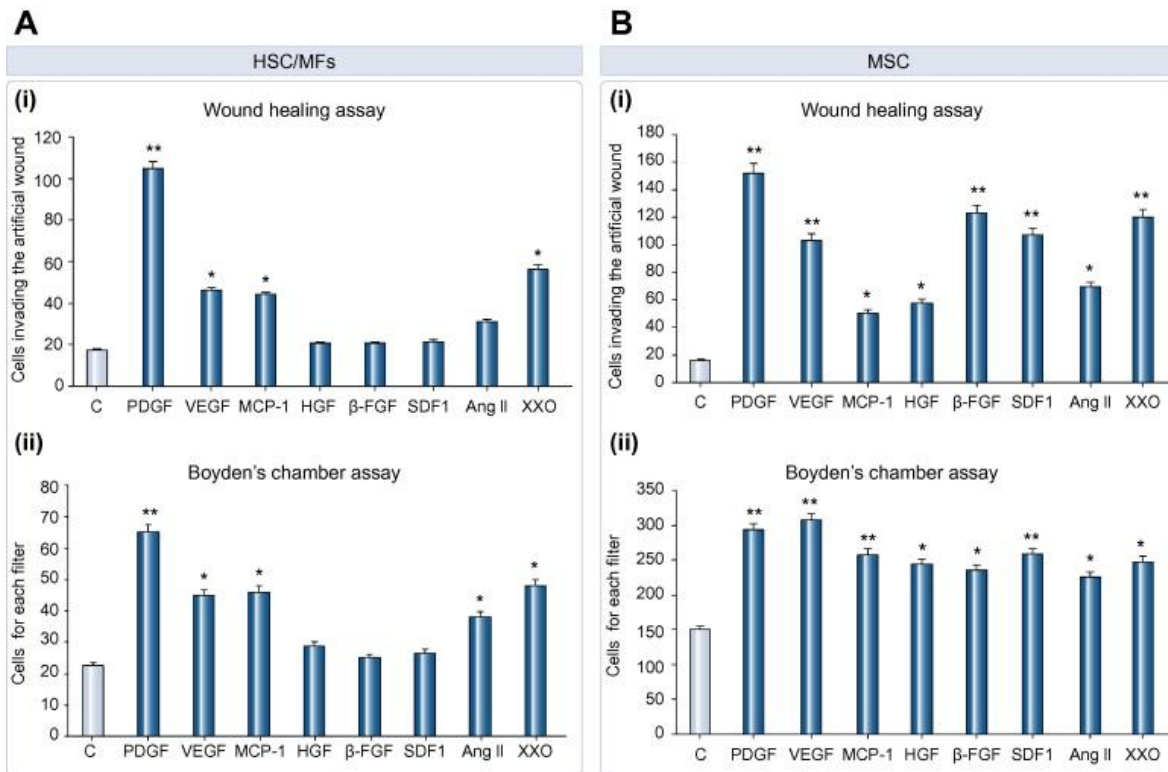 A
HSC/MFs
(i)
Wound healing assay
Cells invading the artificial wound
120
100
80
60
40
20
0
**
*
*
*
C PDGF VEGF MCP-1 HGF β-FGF SDF1 Ang II XXO
(ii)
Boyden's chamber assay
Cells for each filter
80
70
60
50
40
30
20
10
0
**
*
*
*
*
C PDGF VEGF MCP-1 HGF β-FGF SDF1 Ang II XXO
B
MSC
(i)
Wound healing assay
Cells invading the artificial wound
180
160
140
120
100
80
60
40
20
0
**
**
*
*
**
**
*
**
C PDGF VEGF MCP-1 HGF β-FGF SDF1 Ang II XXO
(ii)
Boyden's chamber assay
Cells for each filter
350
300
250
200
150
100
50
0
**
**
**
*
*
**
*
*
C PDGF VEGF MCP-1 HGF β-FGF SDF1 Ang II XXO